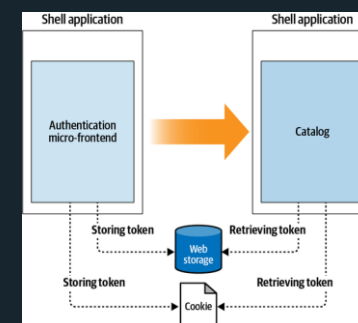 Shell application
Shell application
Authentication
micro-frontend
Catalog
Storing token
Retrieving token
Web
storage
Storing token
Retrieving token
Cookie